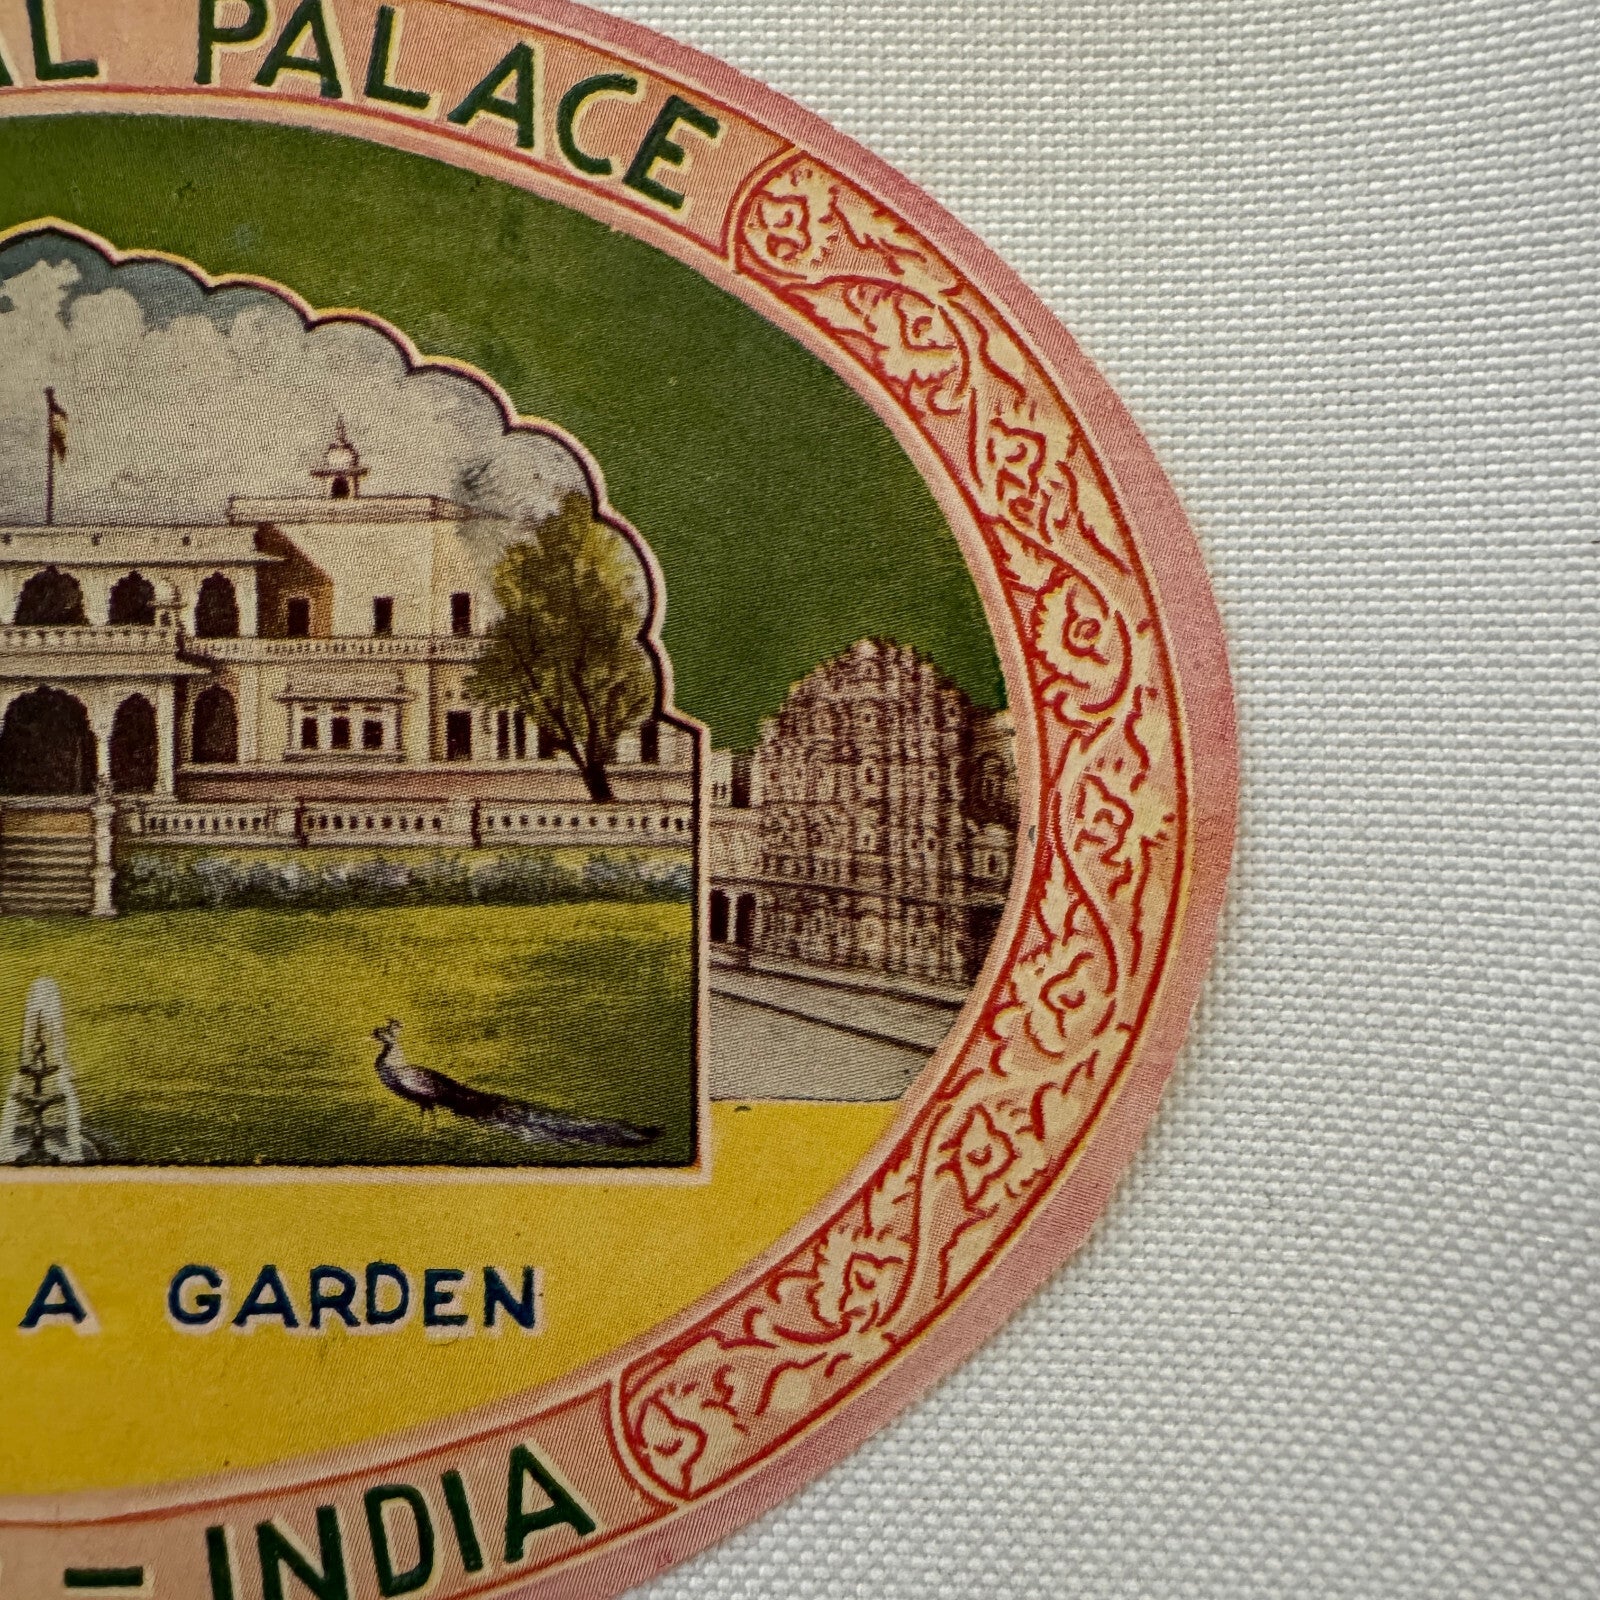 AL PALACE
A GARDEN
– INDIA